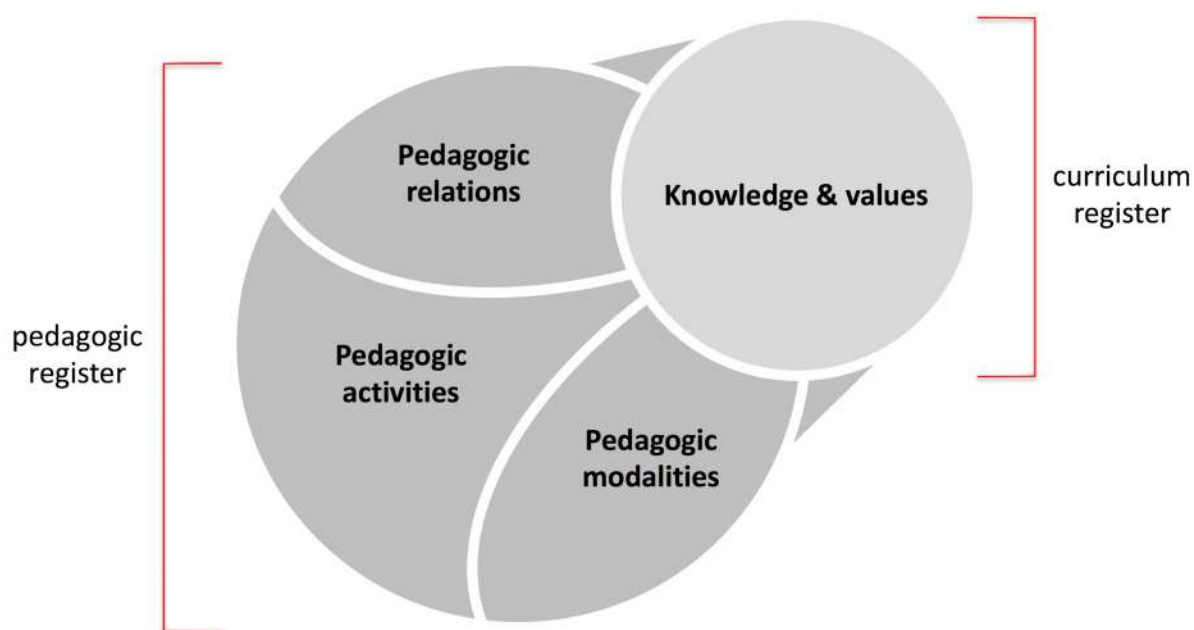 Pedagogic
relations
Knowledge & values
curriculum
register
pedagogic
register
Pedagogic
activities
Pedagogic
modalities